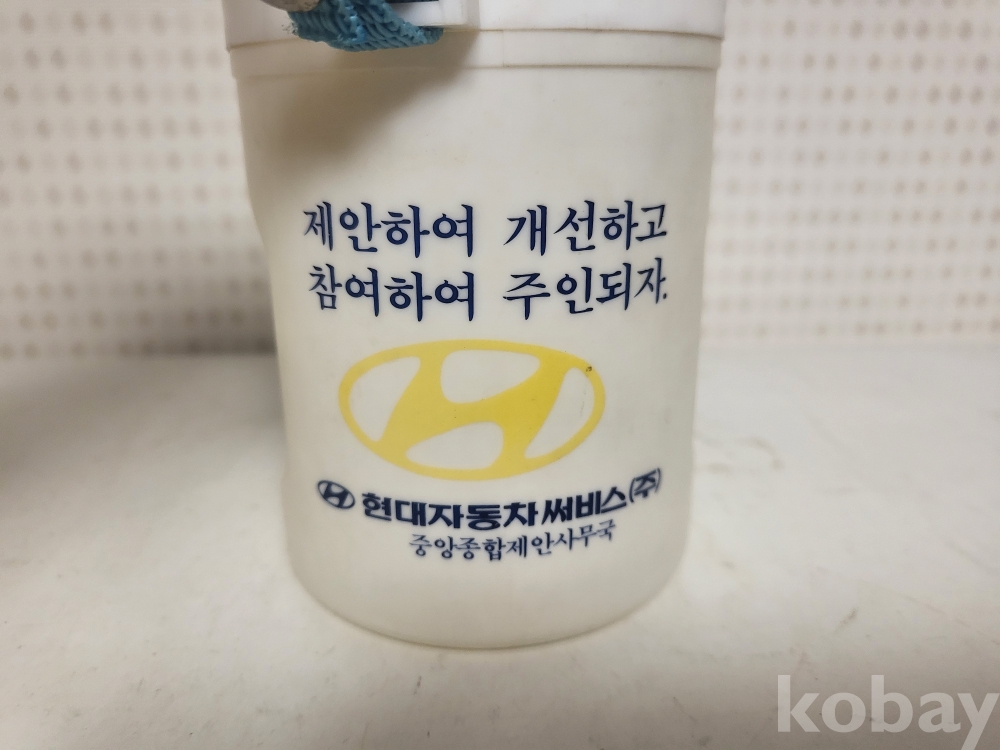 제안하여 개선하고
참여하여 주인되자.
현대자동차써비스(주)
중앙종합제안사무국
kobay